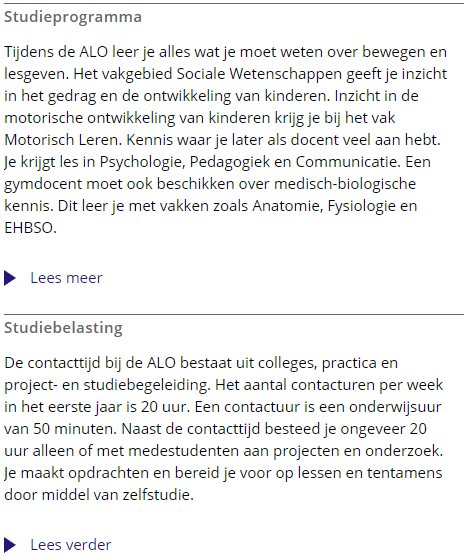 Studieprogramma
Tijdens de ALO leer je alles wat je moet weten over bewegen en
lesgeven. Het vakgebied Sociale Wetenschappen geeft je inzicht
in het gedrag en de ontwikkeling van kinderen. Inzicht in de
motorische ontwikkeling van kinderen krijg je bij het vak
Motorisch Leren. Kennis waar je later als docent veel aan hebt.
Je krijgt les in Psychologie, Pedagogiek en Communicatie. Een
gymdocent moet ook beschikken over medisch-biologische
kennis. Dit leer je met vakken zoals Anatomie, Fysiologie en
EHBSO.
Lees meer
Studiebelasting
De contacttijd bij de ALO bestaat uit colleges, practica en
project- en studiebegeleiding. Het aantal contacturen per week
in het eerste jaar is 20 uur. Een contactuur is een onderwijsuur
van 50 minuten. Naast de contacttijd besteed je ongeveer 20
uur alleen of met medestudenten aan projecten en onderzoek.
Je maakt opdrachten en bereid je voor op lessen en tentamens
door middel van zelfstudie.
Lees verder